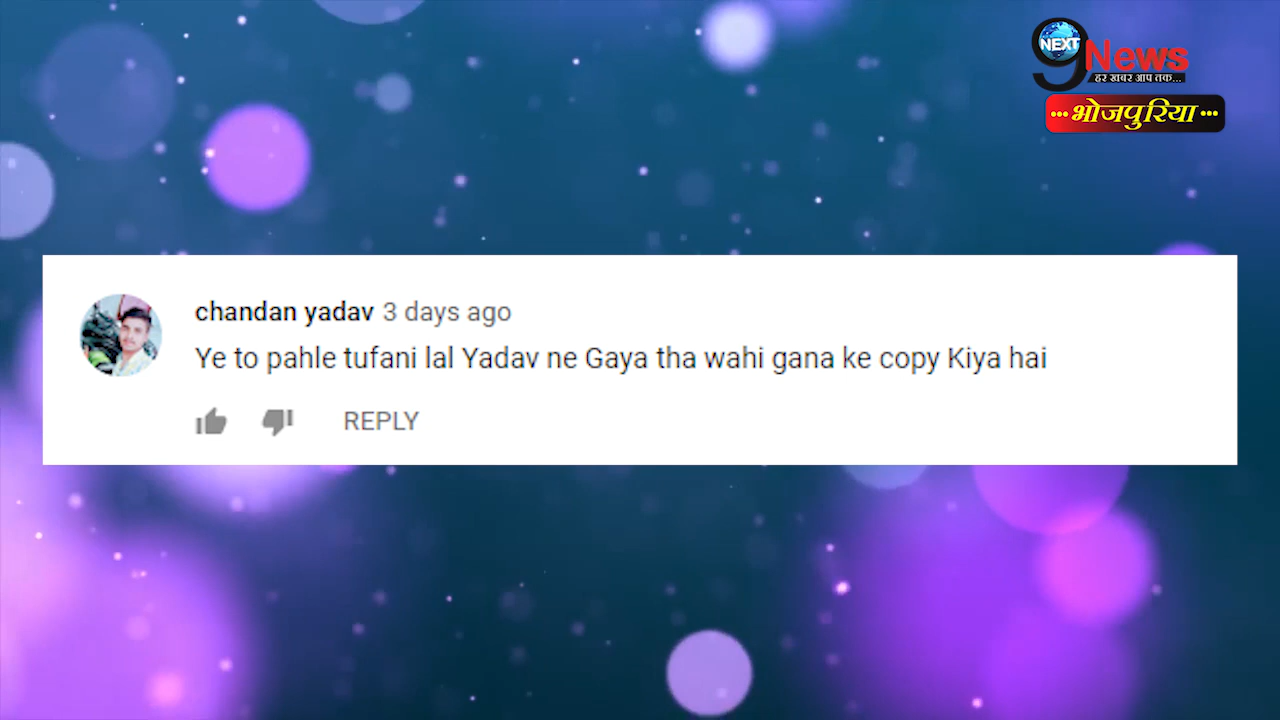 NEXT
9 News
हर खबर आप तक...
...भोजपुरिया...
chandan yadav 3 days ago
Ye to pahle tufani lal Yadav ne Gaya tha wahi gana ke copy Kiya hai
REPLY